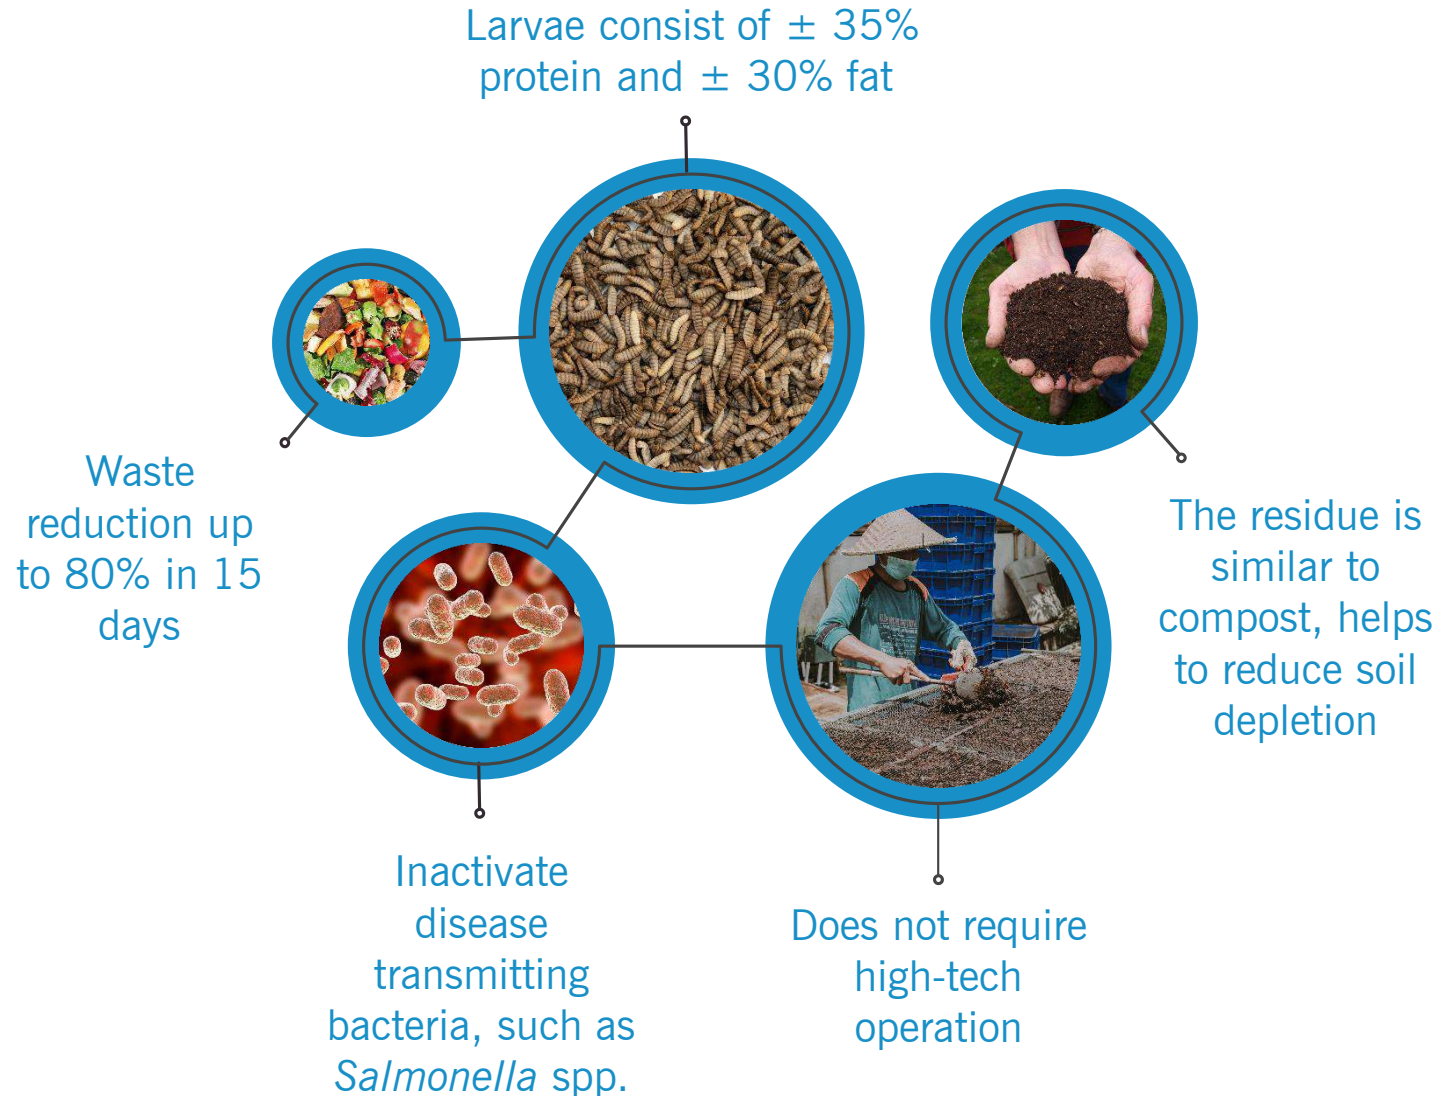 Larvae consist of ± 35%
protein and ± 30% fat
Waste
reduction up
to 80% in 15
days
The residue is
similar to
compost, helps
to reduce soil
depletion
Inactivate
disease
transmitting
bacteria, such as
Salmonella spp.
Does not require
high-tech
operation